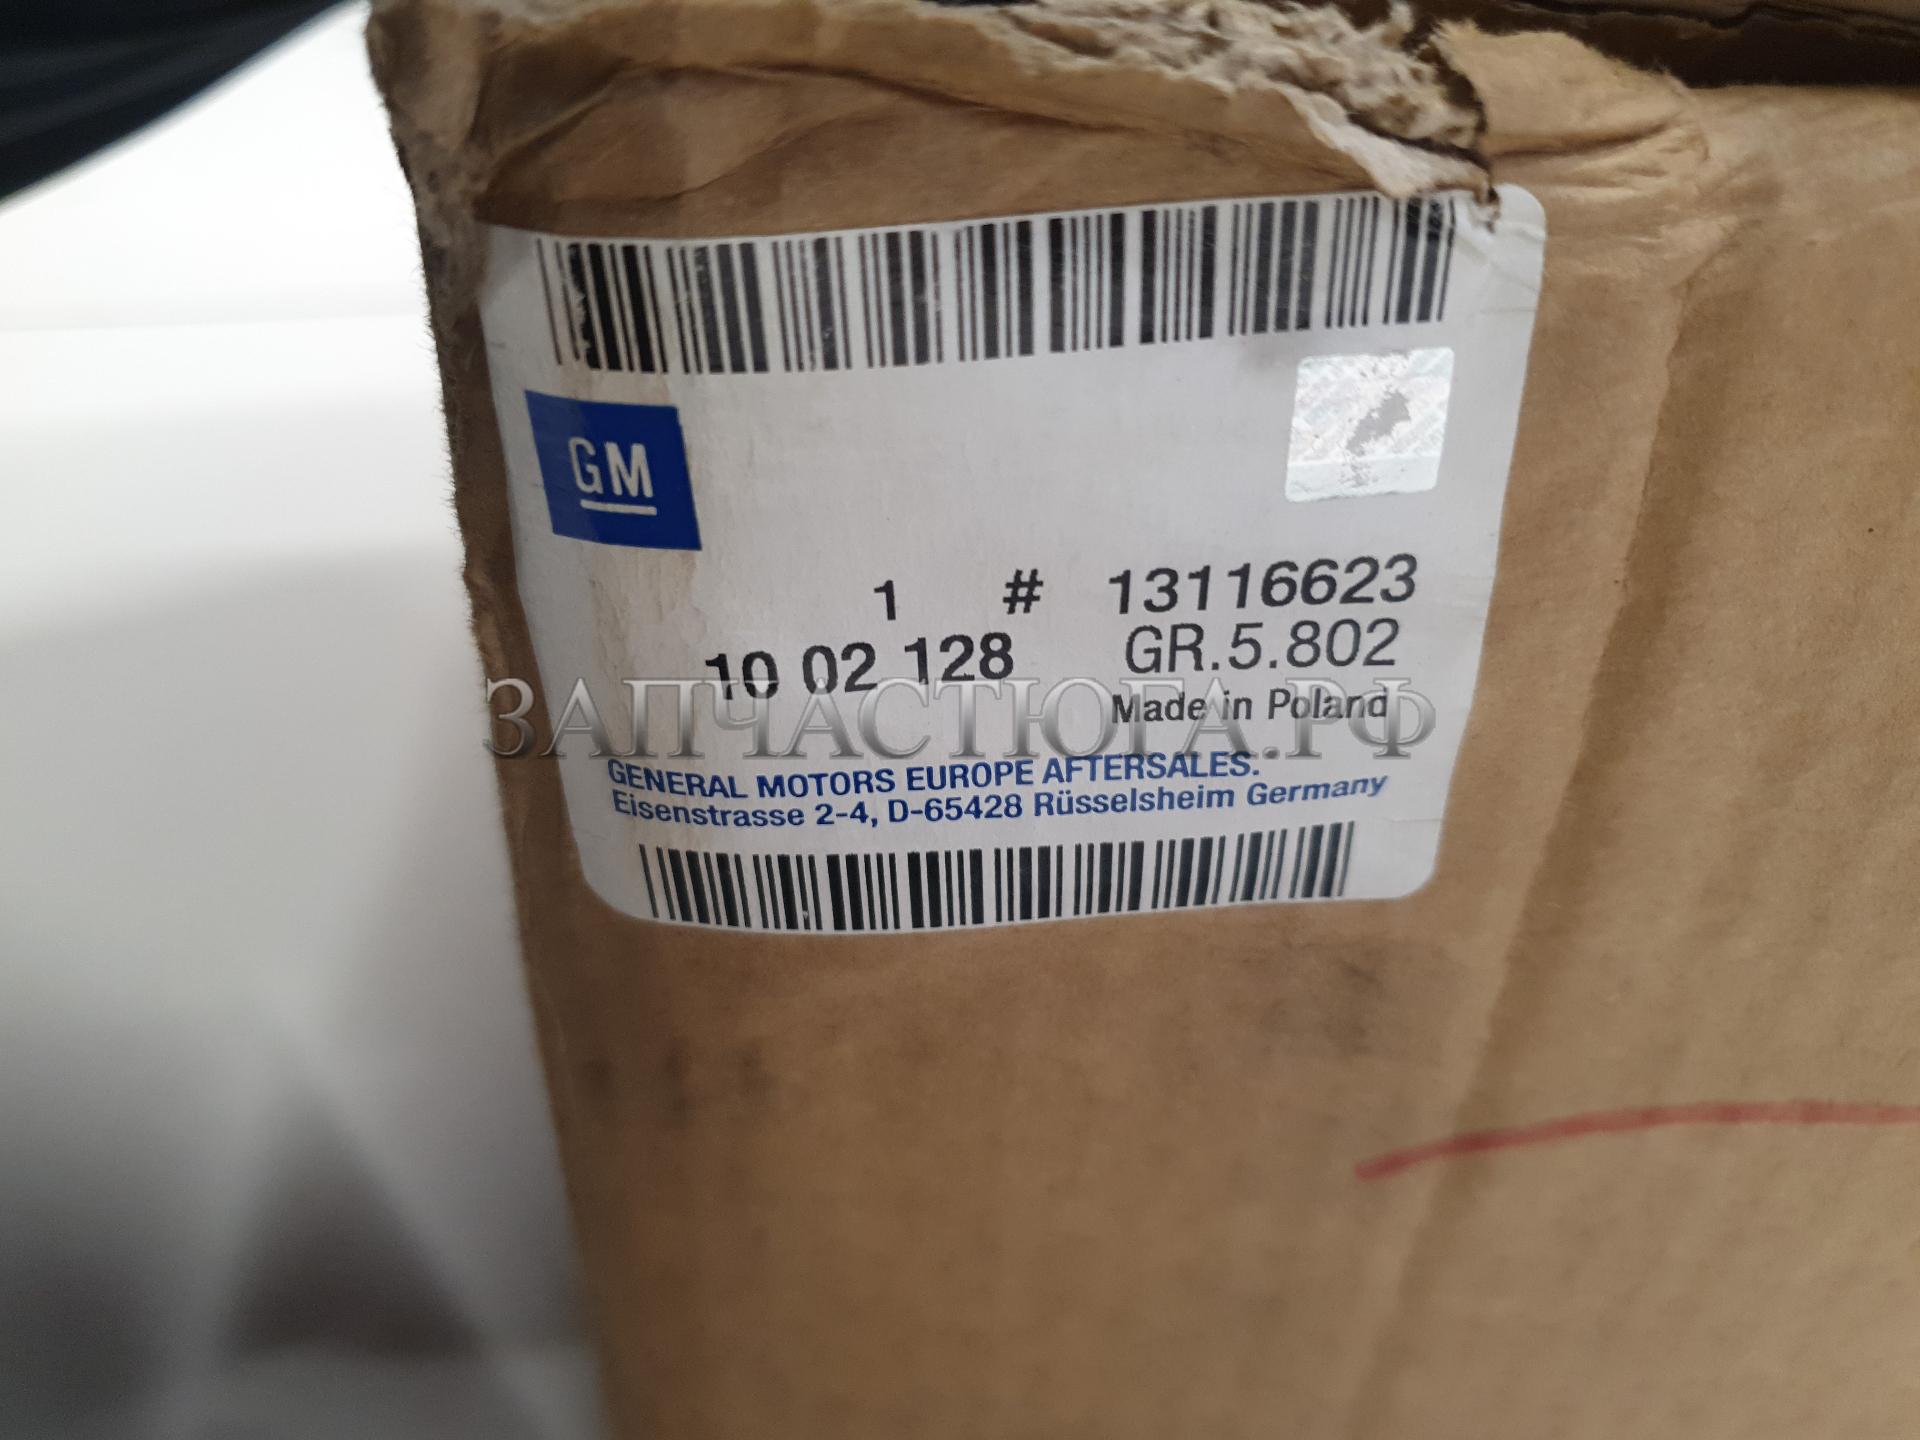 GM
1 # 13116623
10 02 128 GR.5.802
Made in Poland
ЗАПЧАСТЮГА.РФ
GENERAL MOTORS EUROPE AFTERSALES.
Eisenstrasse 2-4, D-65428 Rüsselsheim Germany